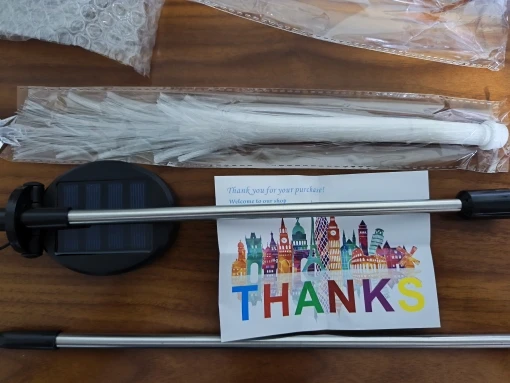 Thank you for your purchase!
Welcome to our shop
THANKS